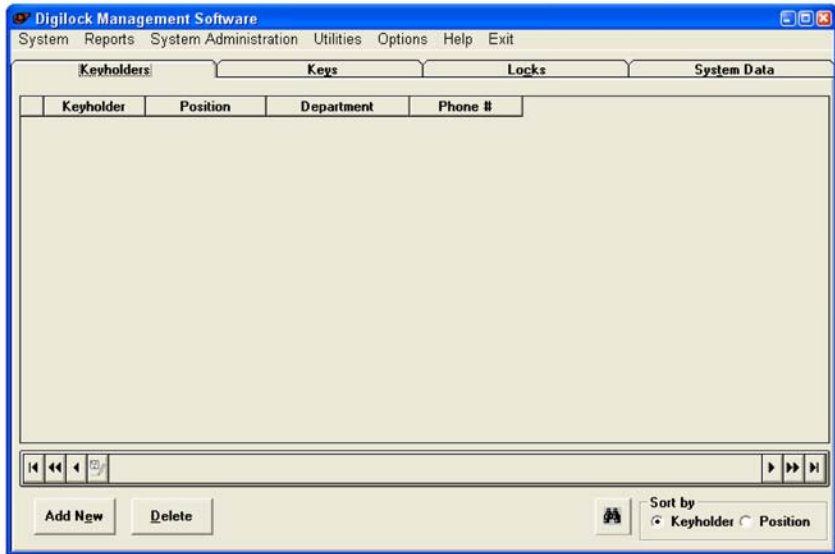 Digilock Management Software
System Reports System Administration Utilities Options Help Exit
Keyholders Keys Locks System Data
Keyholder Position Department Phone #
Add New Delete
Sort by
Keyholder Position